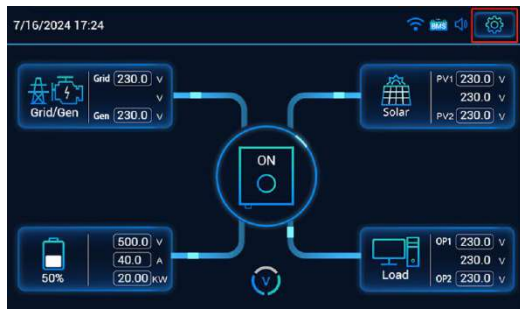 7/16/2024 17:24
BMS
Grid 230.0 V
V
Gen 230.0 V
Grid/Gen
PV1 230.0 V
230.0 V
PV2 230.0 V
Solar
ON
500.0 V
40.0 A
20.00 KW
50%
V
OP1 230.0 V
230.0 V
OP2 230.0 V
Load